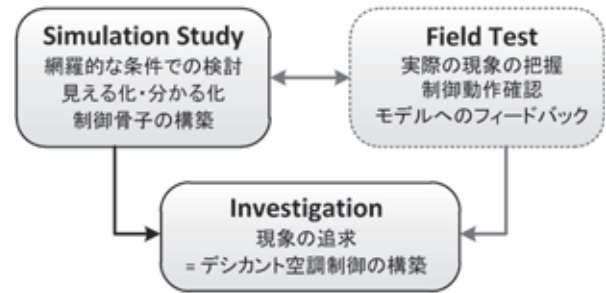 Simulation Study
網羅的な条件での検討
見える化・分かる化
制御骨子の構築
Field Test
実際の現象の把握
制御動作確認
モデルへのフィードバック
Investigation
現象の追求
= デシカント空調制御の構築